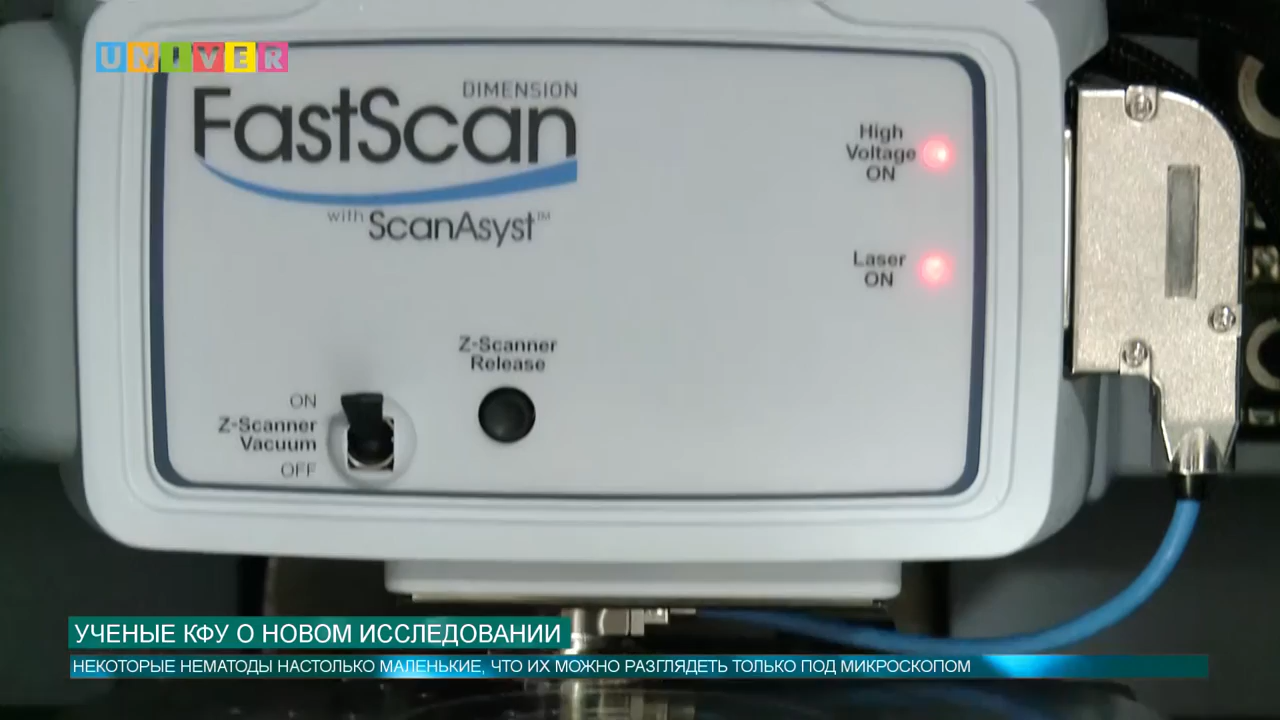 UNIVER
DIMENSION
FastScan
with ScanAsyst™
High
Voltage
ON
Laser
ON
Z-Scanner
Release
ON
Z-Scanner
Vacuum
OFF
УЧЕНЫЕ КФУ О НОВОМ ИССЛЕДОВАНИИ
НЕКОТОРЫЕ НЕМАТОДЫ НАСТОЛЬКО МАЛЕНЬКИЕ, ЧТО ИХ МОЖНО РАЗГЛЯДЕТЬ ТОЛЬКО ПОД МИКРОСКОПОМ